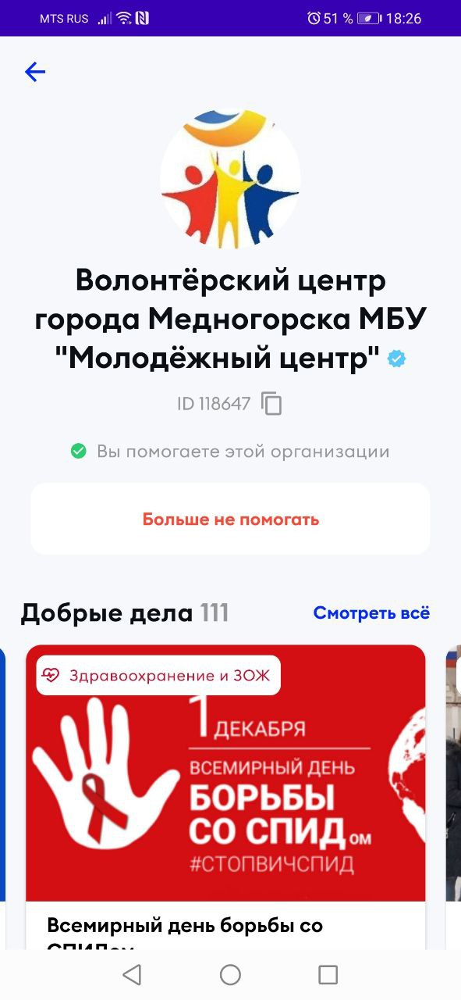 MTS RUS 51 % 18:26
Волонтёрский центр
города Медногорска МБУ
"Молодёжный центр"
ID 118647
Вы помогаете этой организации
Больше не помогать
Добрые дела 111 Смотреть всё
Здравоохранение и ЗОЖ
1 ДЕКАБРЯ
ВСЕМИРНЫЙ ДЕНЬ
БОРЬБЫ
СО СПИДом
#СТОПВИЧСПИД
Всемирный день борьбы со
СПИДом